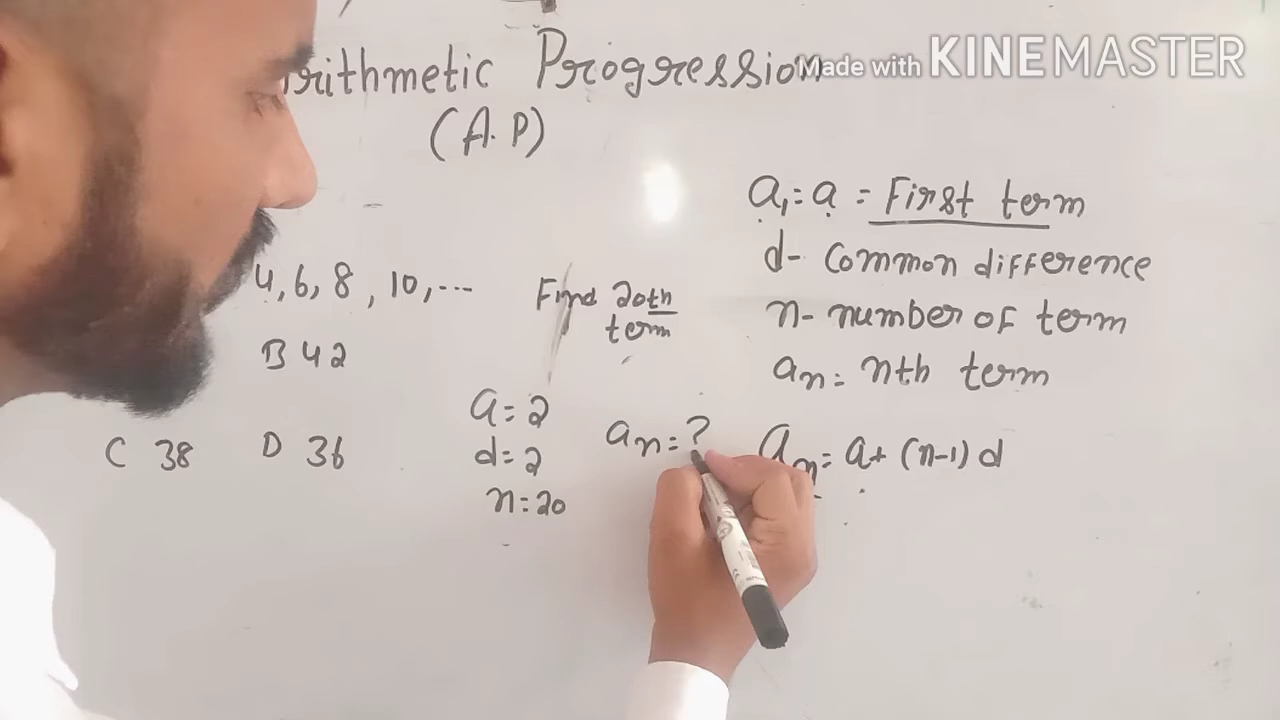 rithmetic Progression
Made with KINEMASTER
(A.P)
a₁ = a = First term
d - Common difference
n - number of term
aₙ = nth term
4, 6, 8, 10, ...
Find 20th
term
B 42
C 38 D 36
a = 2
d = 2
n = 20
aₙ = ?
aₙ = a + (n-1) d